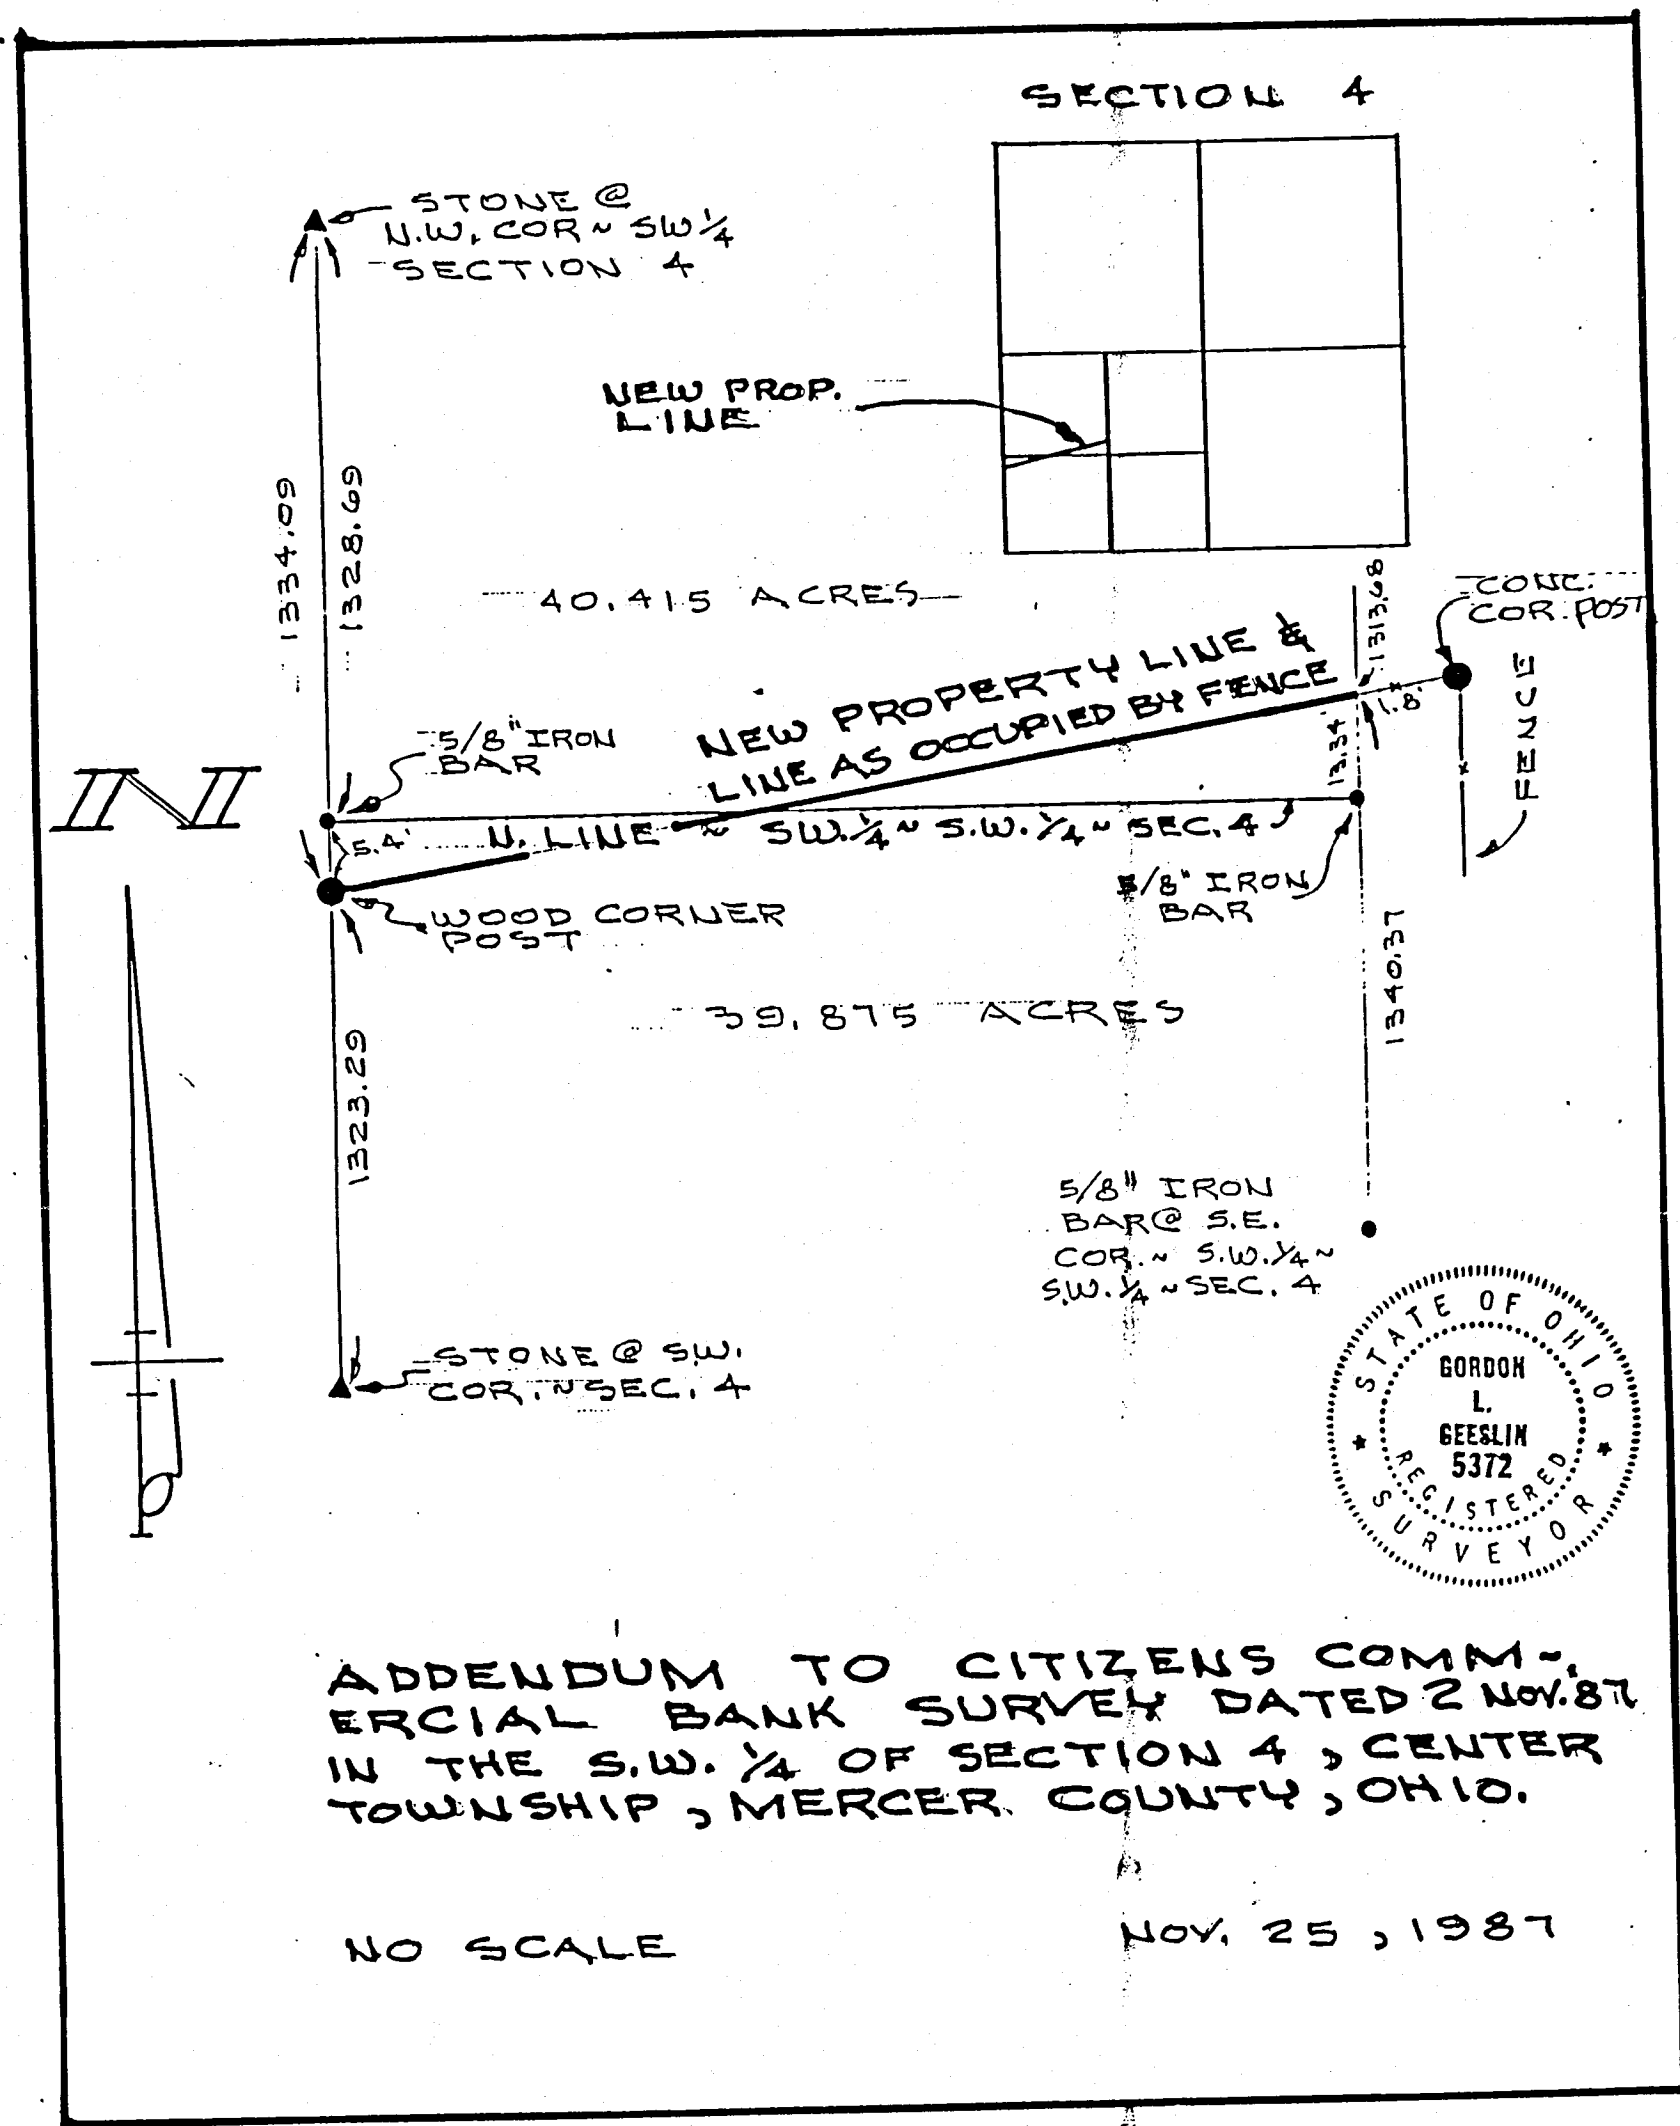 SECTION 4
STONE @
N.W. COR ~ SW 1/4
SECTION 4
NEW PROP.
LINE
1334.09
1328.69
40.415 ACRES
1313.68
CONC.
COR. POST
FENCE
NEW PROPERTY LINE &
LINE AS OCCUPIED BY FENCE
1.8'
13.34'
5/8" IRON
BAR
N
5.4'
N. LINE ~ SW. 1/4 ~ S.W. 1/4 ~ SEC. 4
5/8" IRON
BAR
WOOD CORNER
POST
1340.37
39.875 ACRES
1323.29
5/8" IRON
BAR @ S.E.
COR. ~ S.W. 1/4 ~
S.W. 1/4 ~ SEC. 4
STONE @ S.W.
COR. ~ SEC. 4
STATE OF OHIO
GORDON
L.
GEESLIN
5372
REGISTERED
SURVEYOR
ADDENDUM TO CITIZENS COMM-
ERCIAL BANK SURVEY DATED 2 NOV. 87
IN THE S.W. 1/4 OF SECTION 4, CENTER
TOWNSHIP, MERCER COUNTY, OHIO.
NO SCALE
NOV. 25, 1987